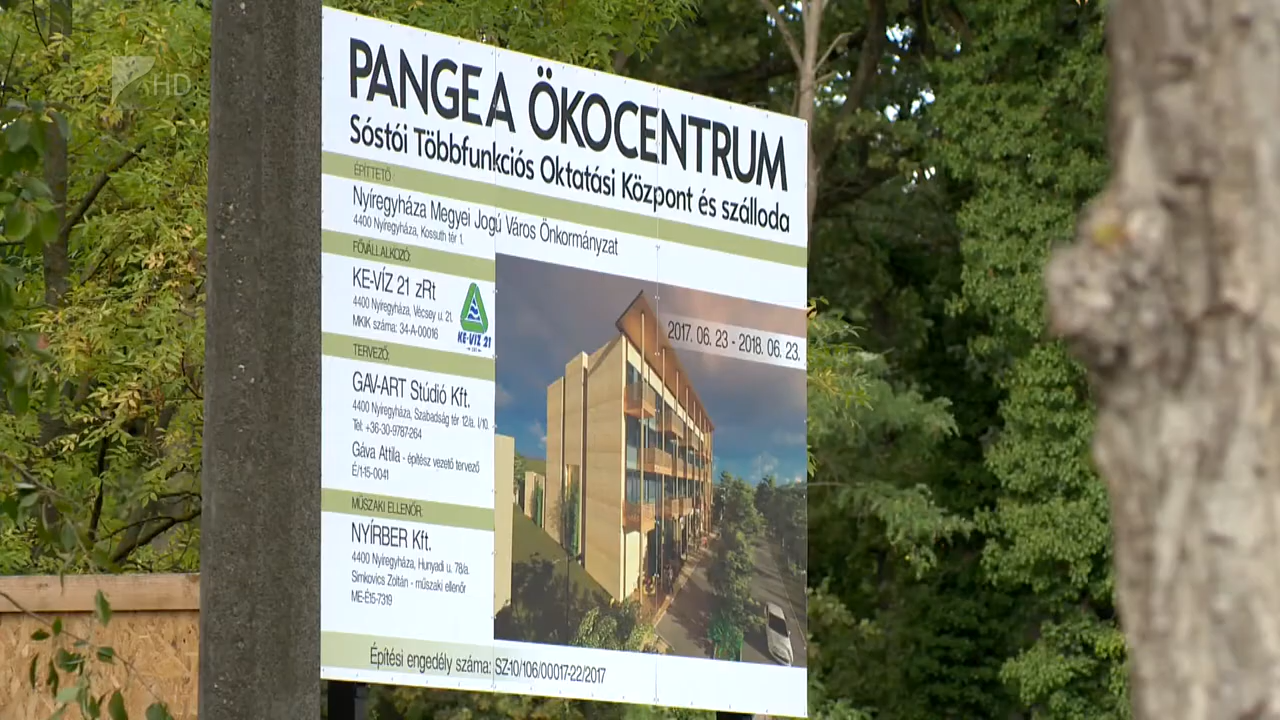 HD
PANGEA ÖKOCENTRUM
Sóstói Többfunkciós Oktatási Központ és szálloda
ÉPÍTTETŐ:
Nyíregyháza Megyei Jogú Város Önkormányzat
4400 Nyíregyháza, Kossuth tér 1.
FŐVÁLLALKOZÓ:
KE-VÍZ 21 zRt
4400 Nyíregyháza, Vécsey u. 21.
MKIK száma: 34-A-00016
KE-VÍZ 21
TERVEZŐ:
GAV-ART Stúdió Kft.
4400 Nyíregyháza, Szabadság tér 12/a. I/10.
Tel: +36-30-9787-264
Gáva Attila - építész vezető tervező
É/1-15-0041
MŰSZAKI ELLENŐR:
NYÍRBER Kft.
4400 Nyíregyháza, Hunyadi u. 78/a.
Simkovics Zoltán - műszaki ellenőr
ME-É15-7319
2017. 06. 23 - 2018. 06. 23.
Építési engedély száma: SZ-10/106/00017-22/2017